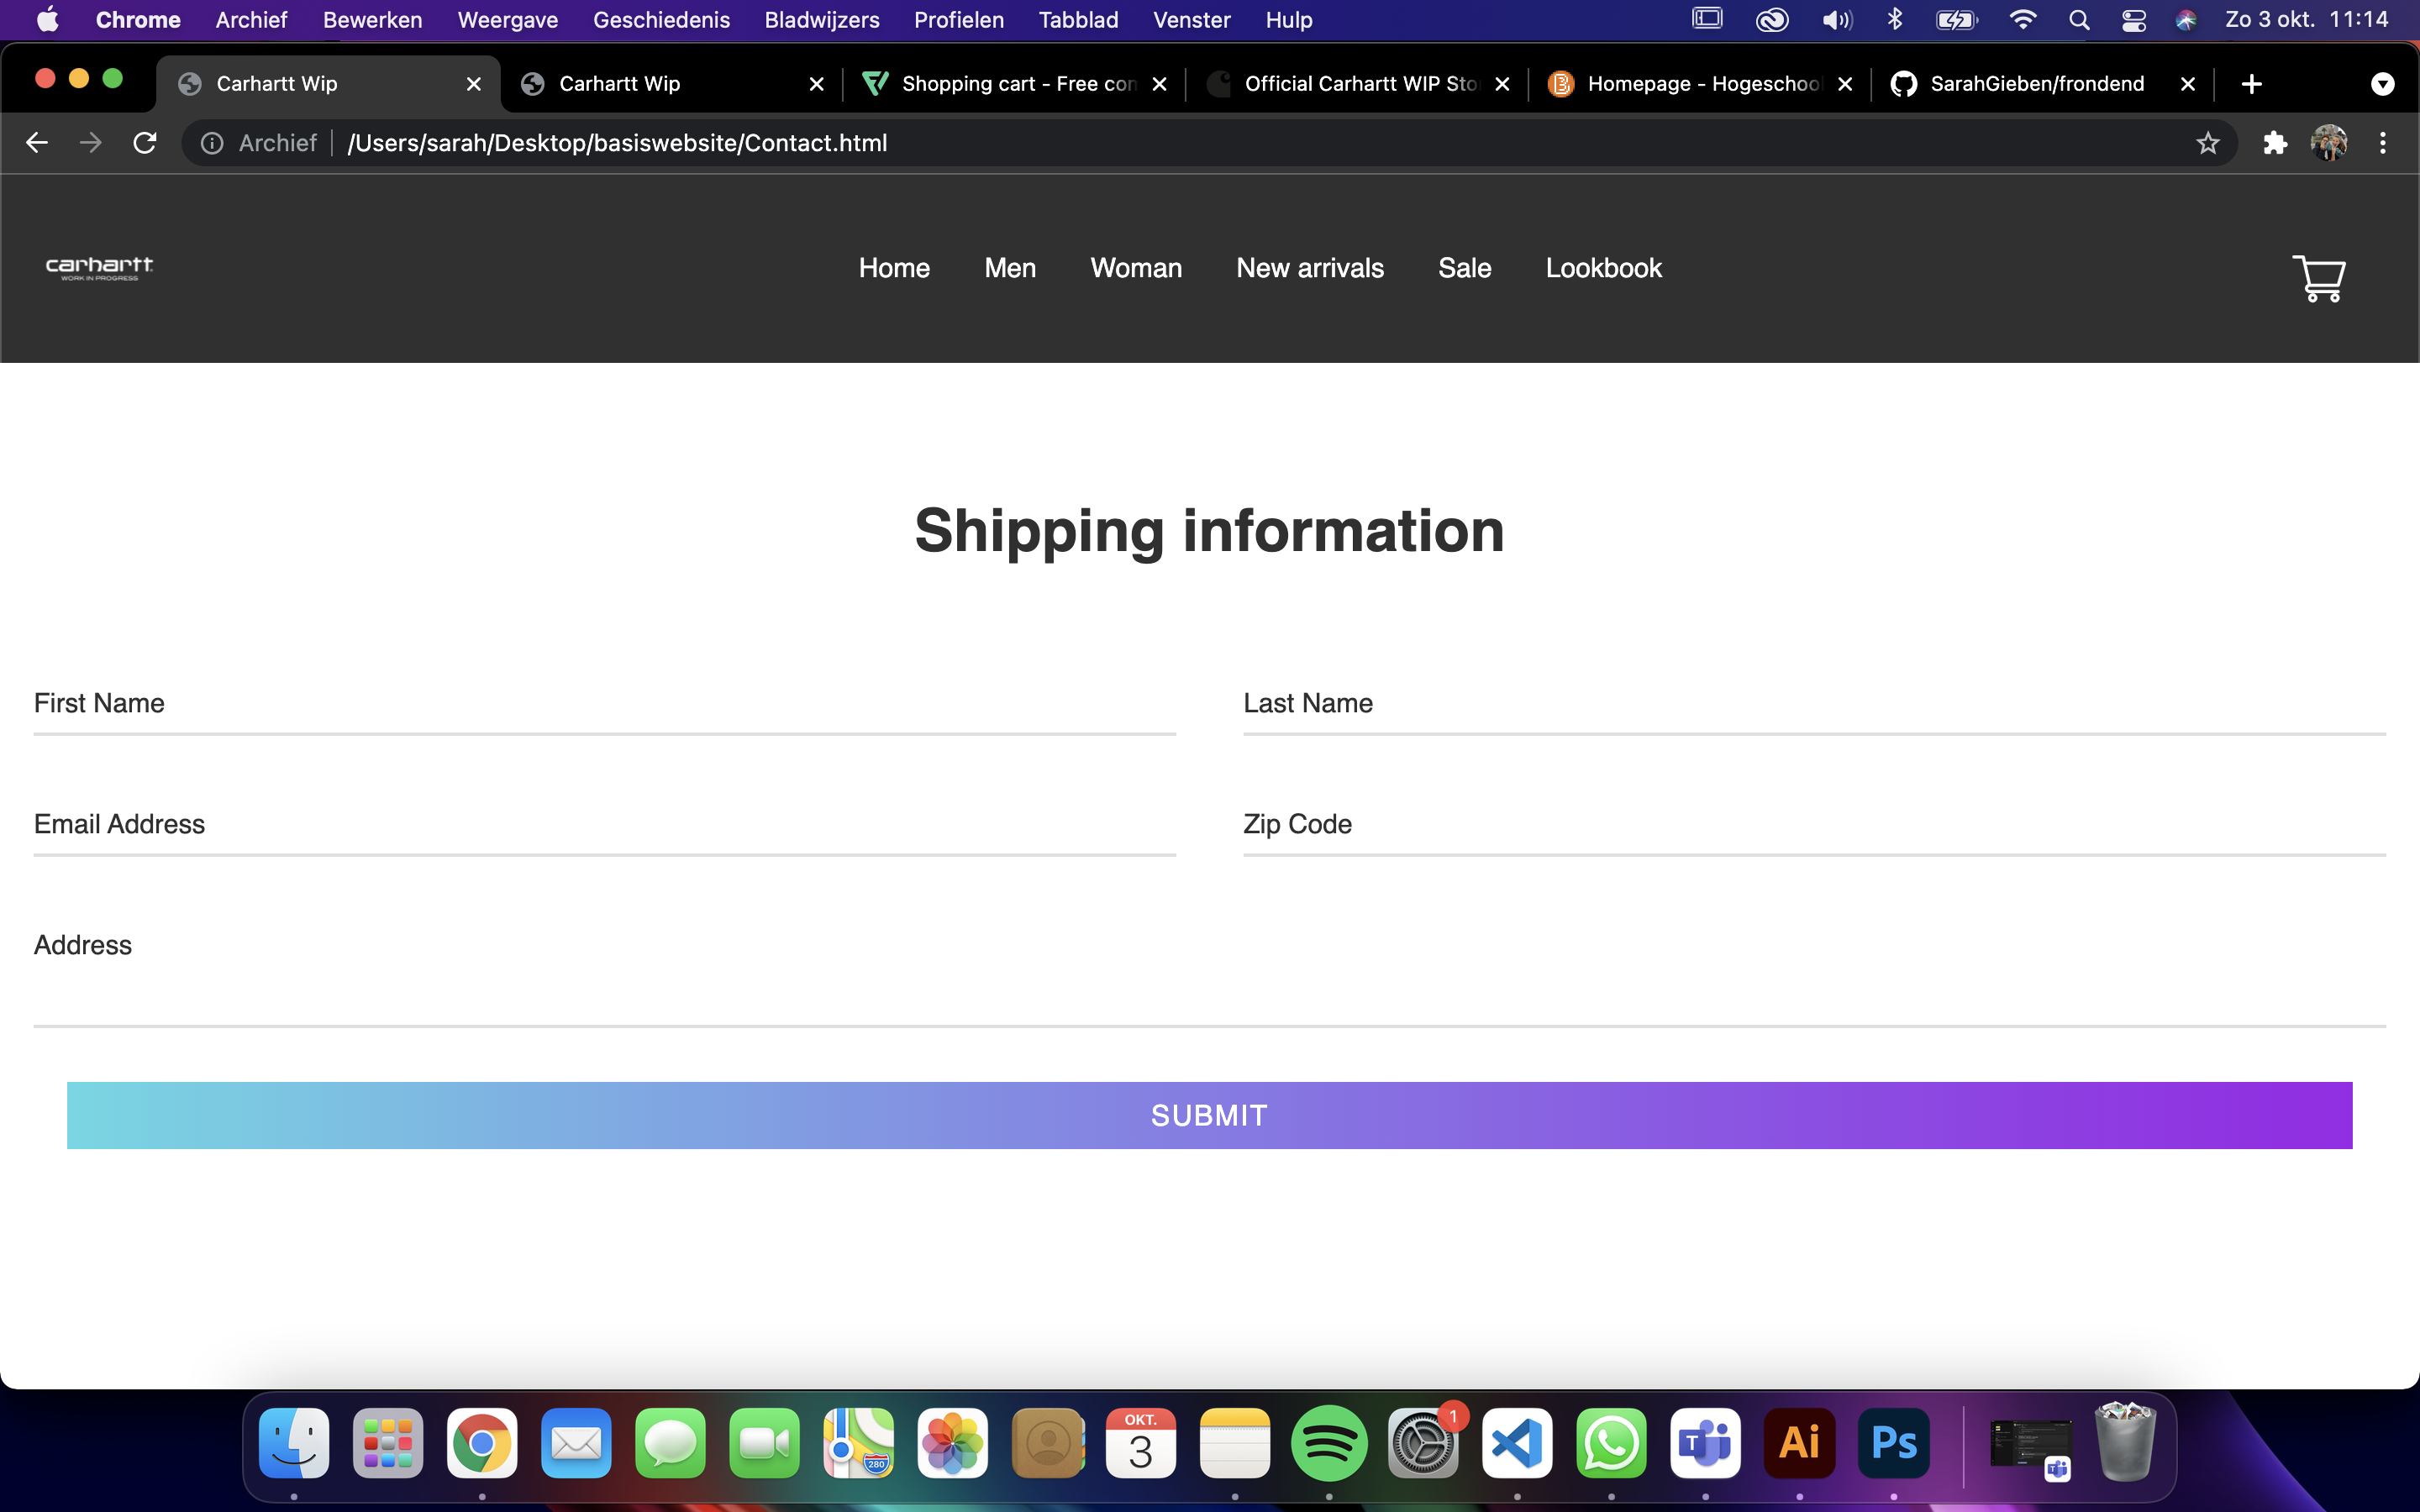 Chrome Archief Bewerken Weergave Geschiedenis Bladwijzers Profielen Tabblad Venster Hulp Zo 3 okt. 11:14
Carhartt Wip Carhartt Wip Shopping cart - Free con Official Carhartt WIP Sto Homepage - Hogeschool SarahGieben/frondend
Archief /Users/sarah/Desktop/basiswebsite/Contact.html
carhartt
WORK IN PROGRESS
Home Men Woman New arrivals Sale Lookbook
Shipping information
First Name Last Name
Email Address Zip Code
Address
SUBMIT
OKT.
3
280
1
T
Ai
Ps